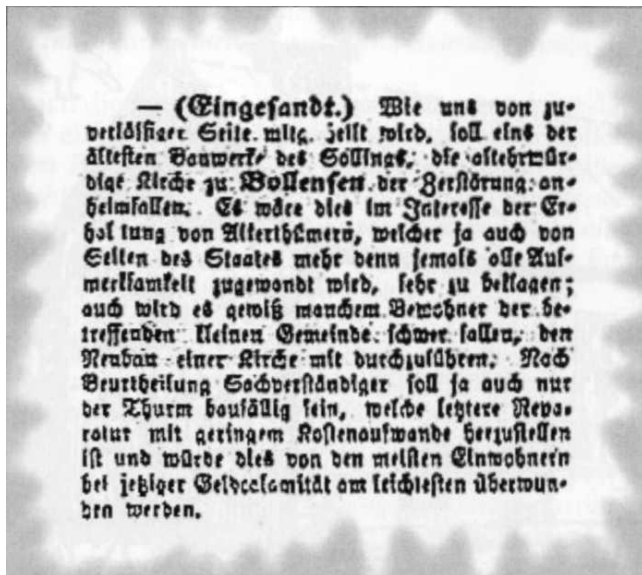 — (Eingesandt.) Wie uns von zu-
verlässiger Seite mitg. teilt wird, soll eins der
ältesten Bauwerke des Sollings, die altehrwür-
dige Kirche zu Bollensen der Zerstörung an-
heimfallen. Es wäre dies im Interesse der Er-
hal tung von Alterthümern, welcher ja auch von
Seiten des Staates mehr denn jemals alle Auf-
merksamkeit zugewandt wird, sehr zu beklagen;
auch wird es gewiß manchem Bewohner der be-
treffenden kleinen Gemeinde schwer fallen, den
Neubau einer Kirche mit durchzuführen. Nach
Beurtheilung Sachverständiger soll ja auch nur
der Thurm baufällig sein, welche letztere Repa-
ratur mit geringem Kostenaufwande herzustellen
ist und würde dies von den meisten Einwohnern
bei jetziger Geldcalamität am leichtesten überwun-
den werden.